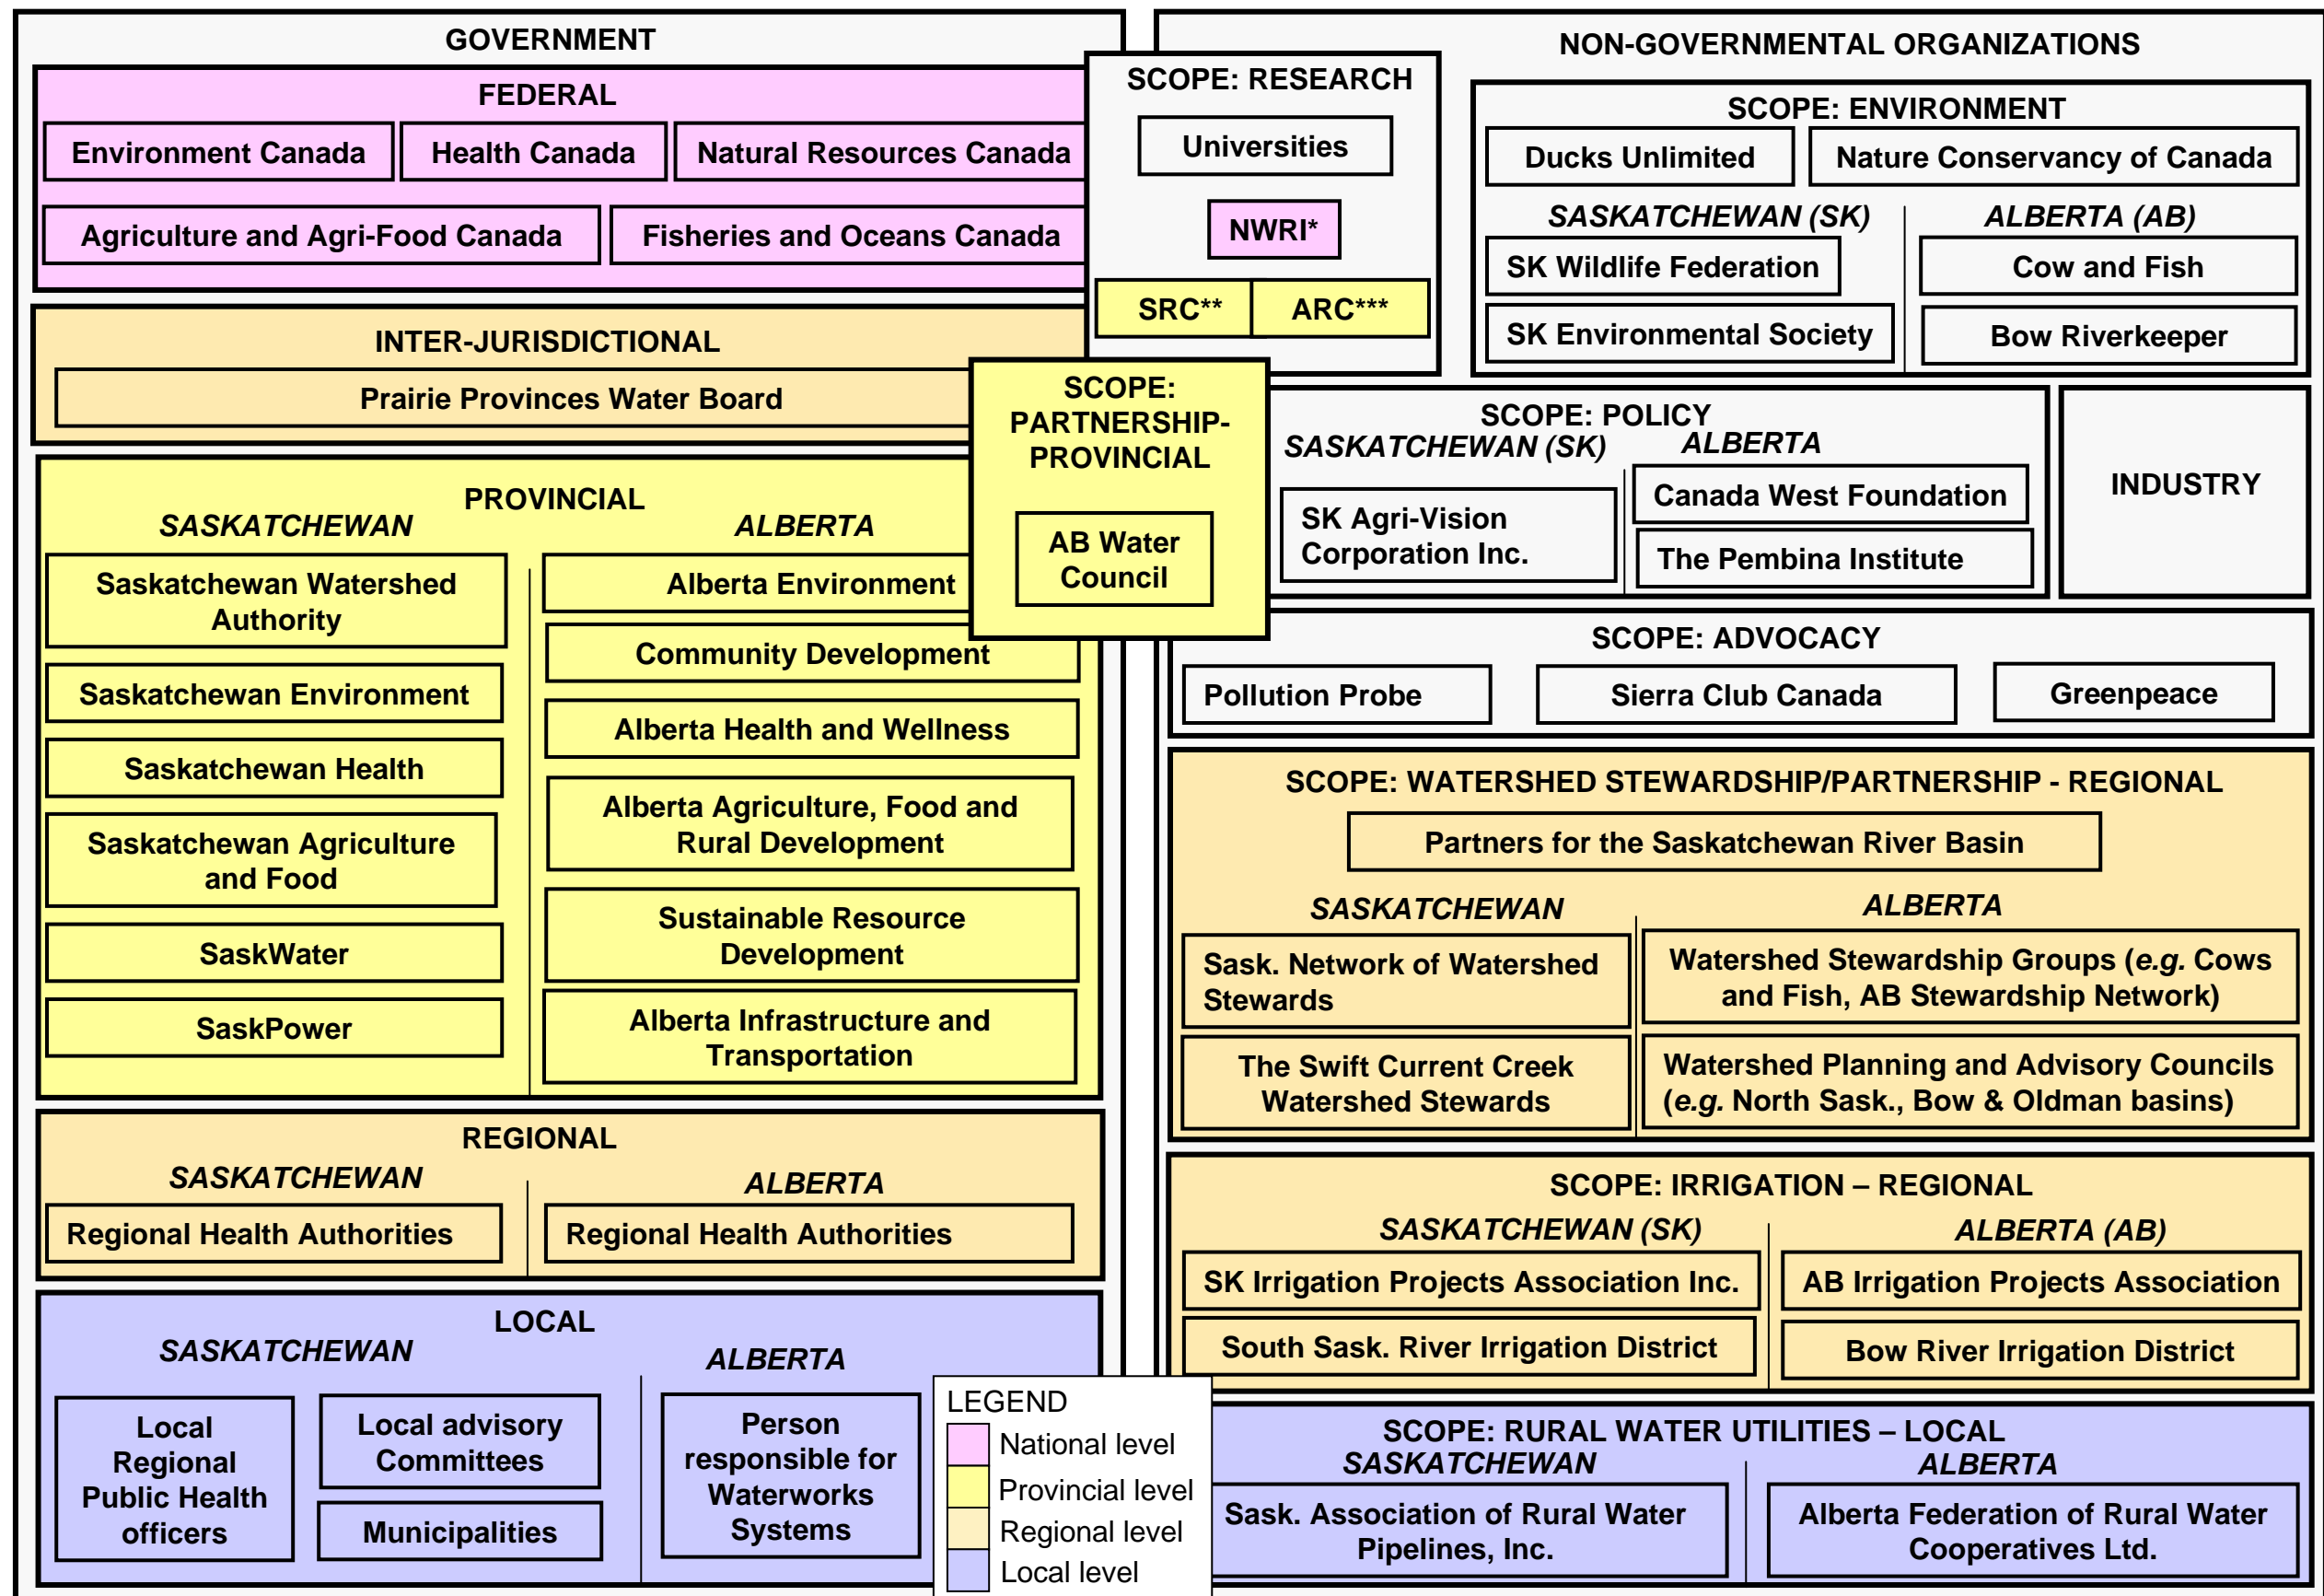 GOVERNMENT
FEDERAL
Environment Canada
Health Canada
Natural Resources Canada
Agriculture and Agri-Food Canada
Fisheries and Oceans Canada
INTER-JURISDICTIONAL
Prairie Provinces Water Board
PROVINCIAL
SASKATCHEWAN
Saskatchewan Watershed
Authority
Saskatchewan Environment
Saskatchewan Health
Saskatchewan Agriculture
and Food
SaskWater
SaskPower
ALBERTA
Alberta Environment
Community Development
Alberta Health and Wellness
Alberta Agriculture, Food and
Rural Development
Sustainable Resource
Development
Alberta Infrastructure and
Transportation
REGIONAL
SASKATCHEWAN
Regional Health Authorities
ALBERTA
Regional Health Authorities
LOCAL
SASKATCHEWAN
Local
Regional
Public Health
officers
Local advisory
Committees
Municipalities
ALBERTA
Person
responsible for
Waterworks
Systems
SCOPE: RESEARCH
Universities
NWRI*
SRC**
ARC***
SCOPE:
PARTNERSHIP-
PROVINCIAL
AB Water
Council
NON-GOVERNMENTAL ORGANIZATIONS
SCOPE: ENVIRONMENT
Ducks Unlimited
Nature Conservancy of Canada
SASKATCHEWAN (SK)
SK Wildlife Federation
SK Environmental Society
ALBERTA (AB)
Cow and Fish
Bow Riverkeeper
SCOPE: POLICY
SASKATCHEWAN (SK)
SK Agri-Vision
Corporation Inc.
ALBERTA
Canada West Foundation
The Pembina Institute
INDUSTRY
SCOPE: ADVOCACY
Pollution Probe
Sierra Club Canada
Greenpeace
SCOPE: WATERSHED STEWARDSHIP/PARTNERSHIP - REGIONAL
Partners for the Saskatchewan River Basin
SASKATCHEWAN
Sask. Network of Watershed
Stewards
The Swift Current Creek
Watershed Stewards
ALBERTA
Watershed Stewardship Groups (e.g. Cows
and Fish, AB Stewardship Network)
Watershed Planning and Advisory Councils
(e.g. North Sask., Bow & Oldman basins)
SCOPE: IRRIGATION – REGIONAL
SASKATCHEWAN (SK)
SK Irrigation Projects Association Inc.
South Sask. River Irrigation District
ALBERTA (AB)
AB Irrigation Projects Association
Bow River Irrigation District
SCOPE: RURAL WATER UTILITIES – LOCAL
SASKATCHEWAN
Sask. Association of Rural Water
Pipelines, Inc.
ALBERTA
Alberta Federation of Rural Water
Cooperatives Ltd.
LEGEND
National level
Provincial level
Regional level
Local level